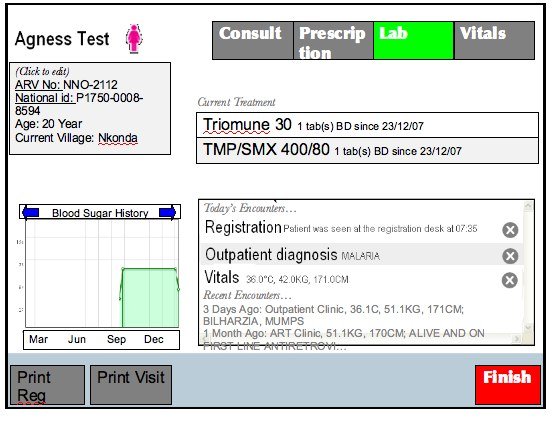 Agness Test
Consult
Prescrip
tion
Lab
Vitals
(Click to edit)
ARV No: NNO-2112
National id: P1750-0008-
8594
Age: 20 Year
Current Village: Nkonda
Current Treatment
Triomune 30 1 tab(s) BD since 23/12/07
TMP/SMX 400/80 1 tab(s) BD since 23/12/07
Blood Sugar History
Mar Jun Sep Dec
Today's Encounters…
Registration Patient was seen at the registration desk at 07:35
Outpatient diagnosis MALARIA
Vitals 36.0°C, 42.0KG, 171.0CM
Recent Encounters…
3 Days Ago: Outpatient Clinic, 36.1C, 51.1KG, 171CM;
BILHARZIA, MUMPS
1 Month Ago: ART Clinic, 51.1KG, 170CM; ALIVE AND ON
FIRST LINE ANTIRETROVI…
Print
Reg
Print Visit
Finish